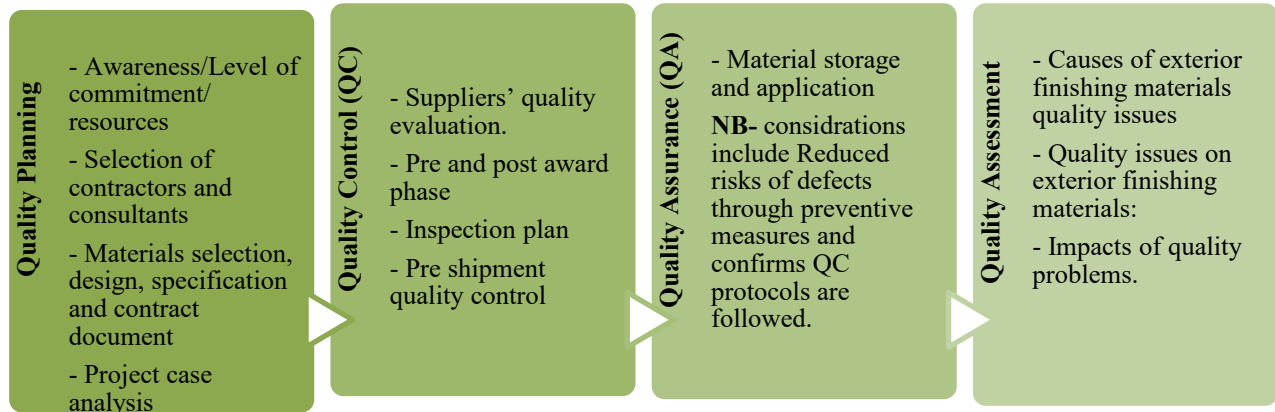 Quality Planning
- Awareness/Level of
commitment/
resources
- Selection of
contractors and
consultants
- Materials selection,
design, specification
and contract
document
- Project case
analysis
Quality Control (QC)
- Suppliers’ quality
evaluation.
- Pre and post award
phase
- Inspection plan
- Pre shipment
quality control
Quality Assurance (QA)
- Material storage
and application
NB- considrations
include Reduced
risks of defects
through preventive
measures and
confirms QC
protocols are
followed.
Quality Assessment
- Causes of exterior
finishing materials
quality issues
- Quality issues on
exterior finishing
materials:
- Impacts of quality
problems.